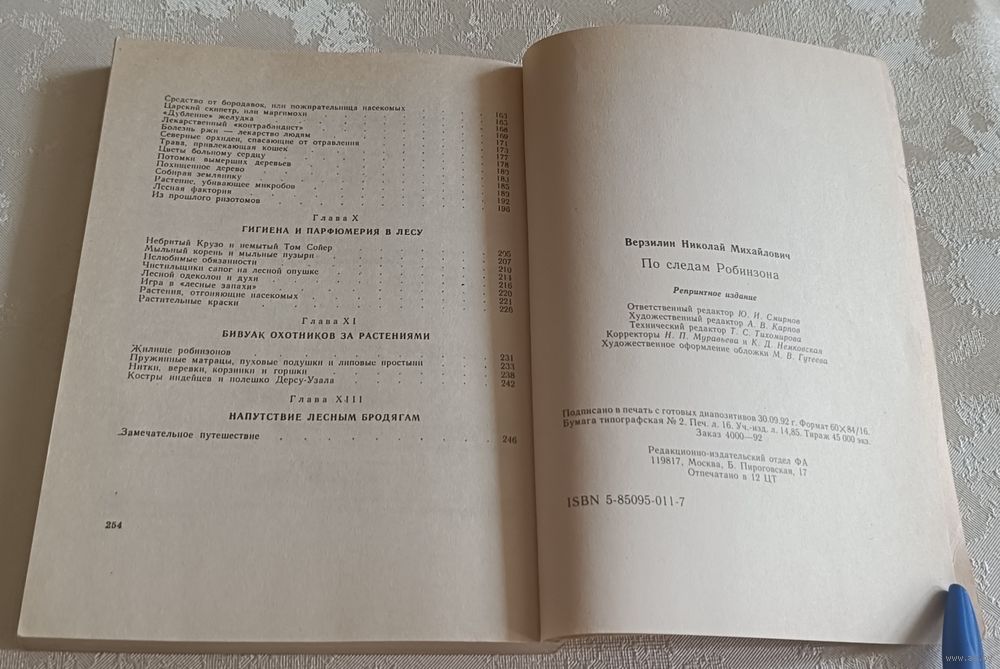 Средство от бородавок, или пожирательница насекомых 163
Царский скипетр, или маргимохи 163
«Дубление» желудка 168
Лекарственный «контрабандист» 169
Болезнь ржи — лекарство людям 171
Северные орхидеи, спасающие от отравления 173
Трава, привлекающая кошек 177
Цветы больному сердцу 178
Потомки вымерших деревьев 180
Похищенное дерево 183
Собирая землянику 185
Растение, убивающее микробов 189
Лесная фактория 192
Из прошлого ризотомов 196
Глава X
ГИГИЕНА И ПАРФЮМЕРИЯ В ЛЕСУ
Небритый Крузо и немытый Том Сойер 205
Мыльный корень и мыльные пузыри 207
Нелюбимые обязанности 210
Чистильщики сапог на лесной опушке 214
Лесной одеколон и духи 216
Игра в «лесные запахи» 220
Растения, отгоняющие насекомых 221
Растительные краски 226
Глава XI
БИВУАК ОХОТНИКОВ ЗА РАСТЕНИЯМИ
Жилище робинзонов 231
Пружинные матрацы, пуховые подушки и липовые простыни 233
Нитки, веревки, корзинки и горшки 238
Костры индейцев и полешко Дерсу-Узала 242
Глава XIII
НАПУТСТВИЕ ЛЕСНЫМ БРОДЯГАМ
Замечательное путешествие 246
254
Верзилин Николай Михайлович
По следам Робинзона
Репринтное издание
Ответственный редактор Ю. И. Смирнов
Художественный редактор А. В. Карпов
Технический редактор Т. С. Тихомирова
Корректоры Н. П. Муравьева и К. Д. Немковская
Художественное оформление обложки М. В. Гутеева
Подписано в печать с готовых диапозитивов 30.09.92 г. Формат 60×84/16.
Бумага типографская № 2. Печ. л. 16. Уч.-изд. л. 14,85. Тираж 45 000 экз.
Заказ 4000—92
Редакционно-издательский отдел ФА
119817, Москва, Б. Пироговская, 17
Отпечатано в 12 ЦТ
ISBN 5-85095-011-7